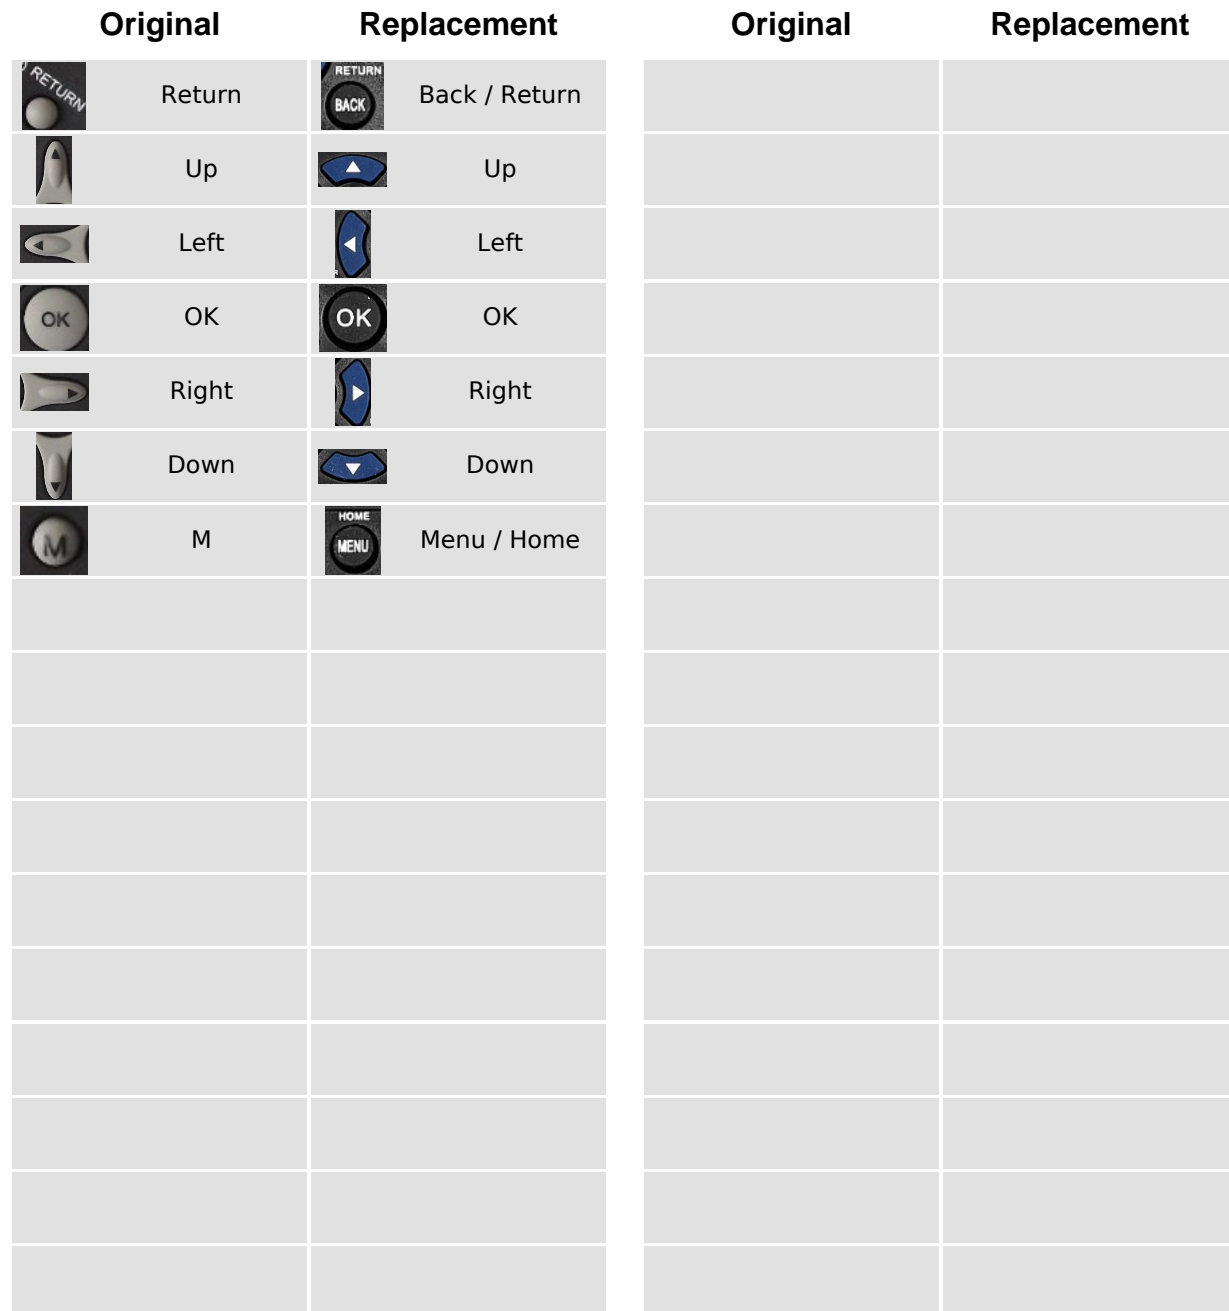 Original Replacement Original Replacement
RETURN Return RETURN BACK Back / Return
Up Up
Left Left
OK OK OK OK
Right Right
Down Down
M M HOME MENU Menu / Home